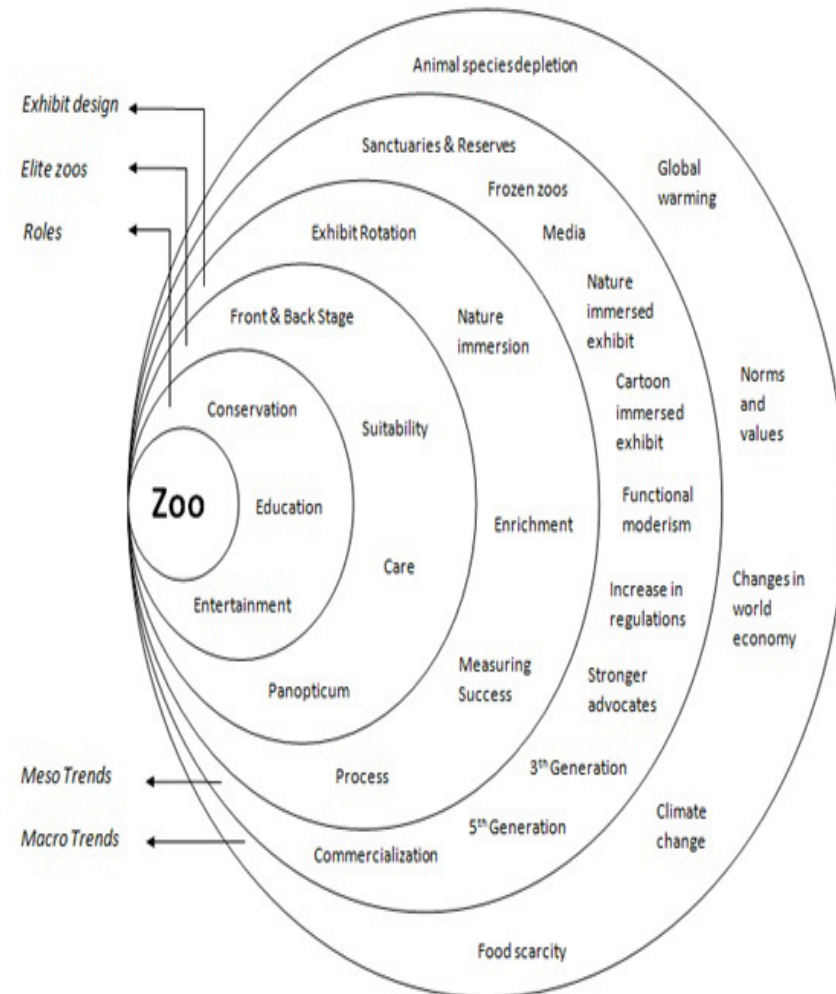 Exhibit design
Elite zoos
Roles
Meso Trends
Macro Trends
Zoo
Conservation
Education
Entertainment
Front & Back Stage
Suitability
Care
Panopticum
Exhibit Rotation
Nature
immersion
Enrichment
Measuring
Success
Process
Sanctuaries & Reserves
Frozen zoos
Media
Nature
immersed
exhibit
Cartoon
immersed
exhibit
Functional
moderism
Increase in
regulations
Stronger
advocates
3th Generation
5th Generation
Commercialization
Animal species depletion
Global
warming
Norms
and
values
Changes in
world
economy
Climate
change
Food scarcity